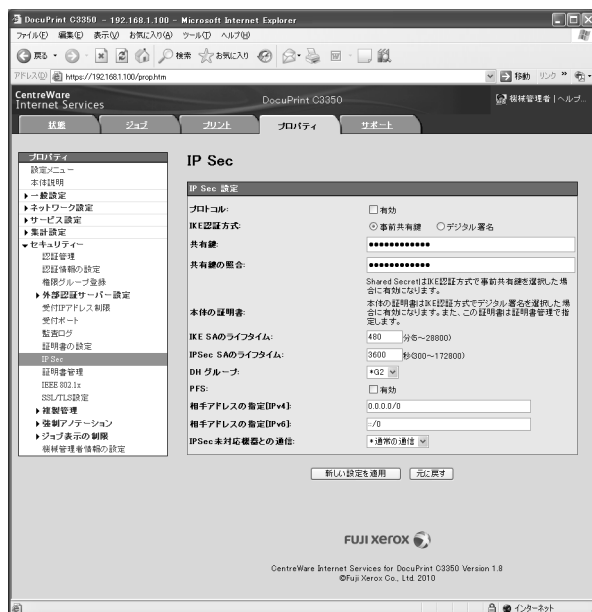 DocuPrint C3350 - 192.168.1.100 - Microsoft Internet Explorer
ファイル(F) 編集(E) 表示(V) お気に入り(A) ツール(T) ヘルプ(H)
戻る 検索 お気に入り
アドレス(D) https://192.168.1.100/prop.htm 移動 リンク »
CentreWare
Internet Services
DocuPrint C3350
機械管理者 | ヘルプ...
状態 ジョブ プリント プロパティ サポート
プロパティ
設定メニュー
本体説明
一般設定
ネットワーク設定
サービス設定
集計設定
セキュリティー
認証管理
認証情報の設定
権限グループ登録
外部認証サーバー設定
受付IPアドレス制限
受付ポート
監査ログ
証明書の設定
IP Sec
証明書管理
IEEE 802.1x
SSL/TLS設定
複製管理
強制アノテーション
ジョブ表示の制限
機械管理者情報の設定
IP Sec
IP Sec 設定
プロトコル: 有効
IKE認証方式: 事前共有鍵 デジタル署名
共有鍵: ●●●●●●●●●●●●
共有鍵の照合: ●●●●●●●●●●●●
Shared SecretはIKE認証方式で事前共有鍵を選択した場
合に有効になります。
本体の証明書: 本体の証明書はIKE認証方式でデジタル署名を選択した場
合に有効になります。また、この証明書は証明書管理で指
定します。
IKE SAのライフタイム: 480 分(5～28800)
IPSec SAのライフタイム: 3600 秒(300～172800)
DH グループ: *G2
PFS: 有効
相手アドレスの指定[IPv4]: 0.0.0.0/0
相手アドレスの指定[IPv6]: ::/0
IPSec未対応機器との通信: *通常の通信
新しい設定を適用 元に戻す
FUJI XEROX
CentreWare Internet Services for DocuPrint C3350 Version 1.8
©Fuji Xerox Co., Ltd. 2010
インターネット